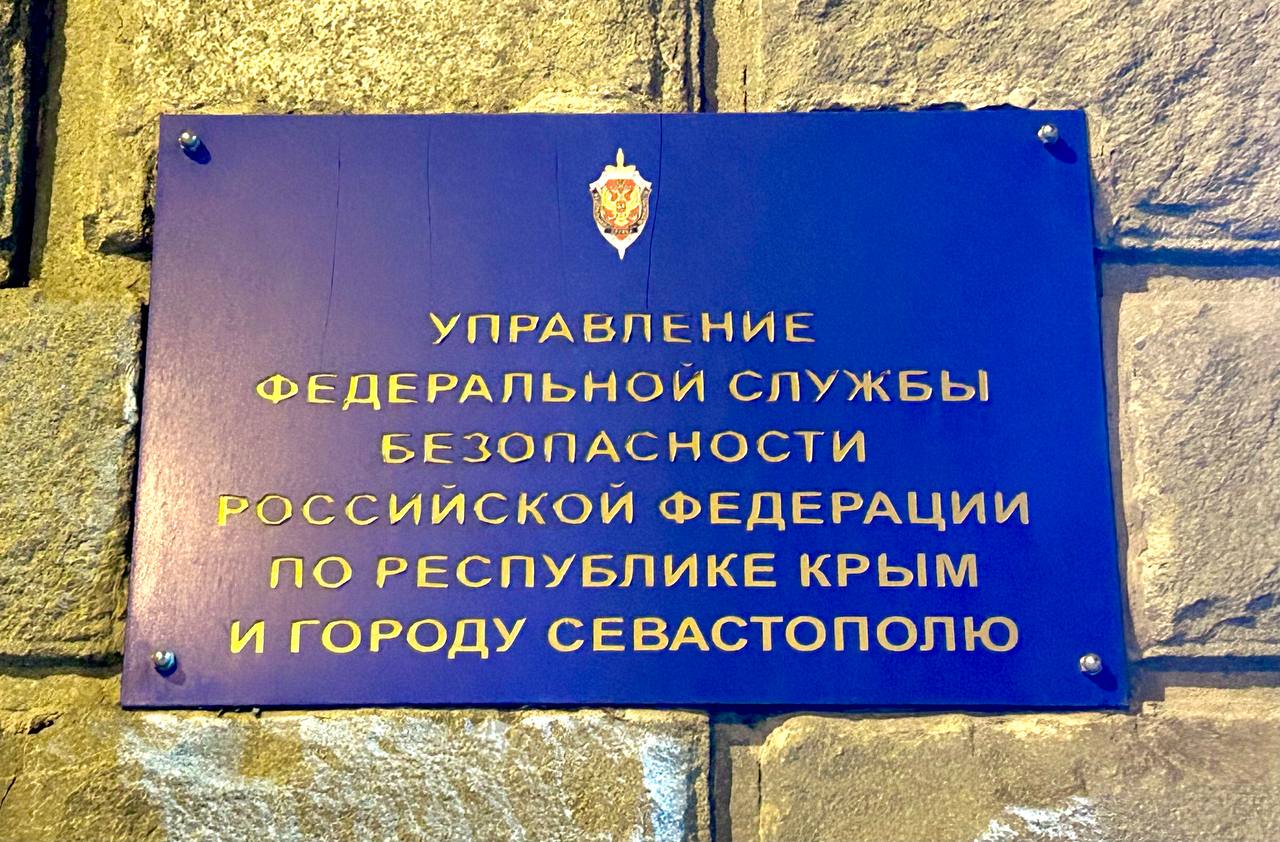 УПРАВЛЕНИЕ
ФЕДЕРАЛЬНОЙ СЛУЖБЫ
БЕЗОПАСНОСТИ
РОССИЙСКОЙ ФЕДЕРАЦИИ
ПО РЕСПУБЛИКЕ КРЫМ
И ГОРОДУ СЕВАСТОПОЛЮ